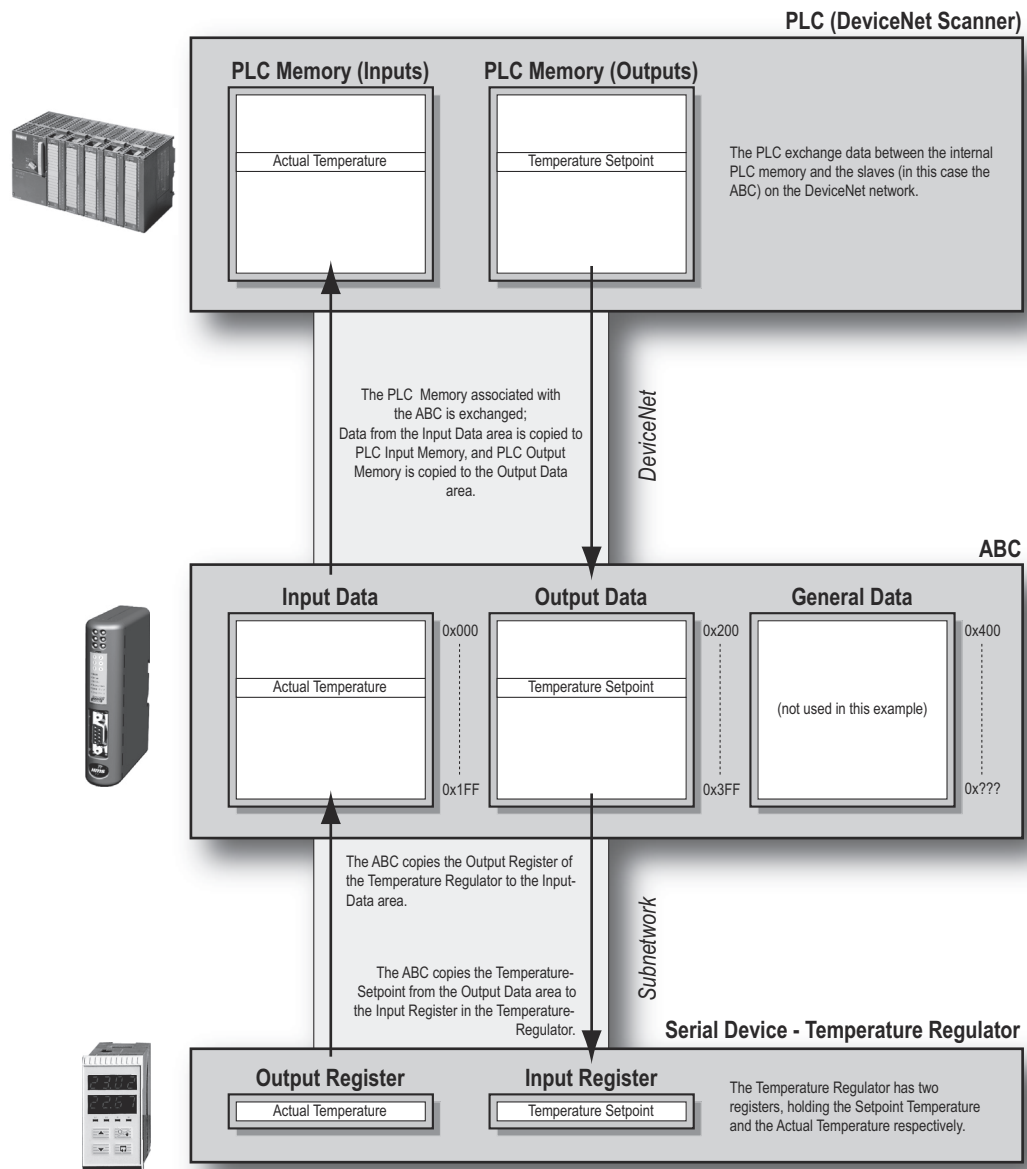 PLC (DeviceNet Scanner)
PLC Memory (Inputs)
PLC Memory (Outputs)
Actual Temperature
Temperature Setpoint
The PLC exchange data between the internal
PLC memory and the slaves (in this case the
ABC) on the DeviceNet network.
The PLC Memory associated with
the ABC is exchanged;
Data from the Input Data area is copied to
PLC Input Memory, and PLC Output
Memory is copied to the Output Data
area.
DeviceNet
ABC
Input Data
Output Data
General Data
0x000
0x200
0x400
Actual Temperature
Temperature Setpoint
(not used in this example)
0x1FF
0x3FF
0x???
The ABC copies the Output Register of
the Temperature Regulator to the Input-
Data area.
The ABC copies the Temperature-
Setpoint from the Output Data area to
the Input Register in the Temperature-
Regulator.
Subnetwork
Serial Device - Temperature Regulator
Output Register
Input Register
Actual Temperature
Temperature Setpoint
The Temperature Regulator has two
registers, holding the Setpoint Temperature
and the Actual Temperature respectively.